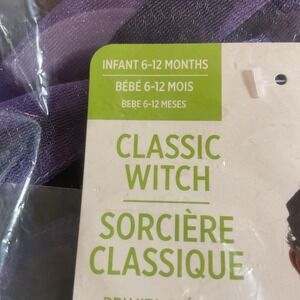 INFANT 6-12 MONTHS
BÉBÉ 6-12 MOIS
BEBE 6-12 MESES
CLASSIC
WITCH
SORCIÈRE
CLASSIQUE